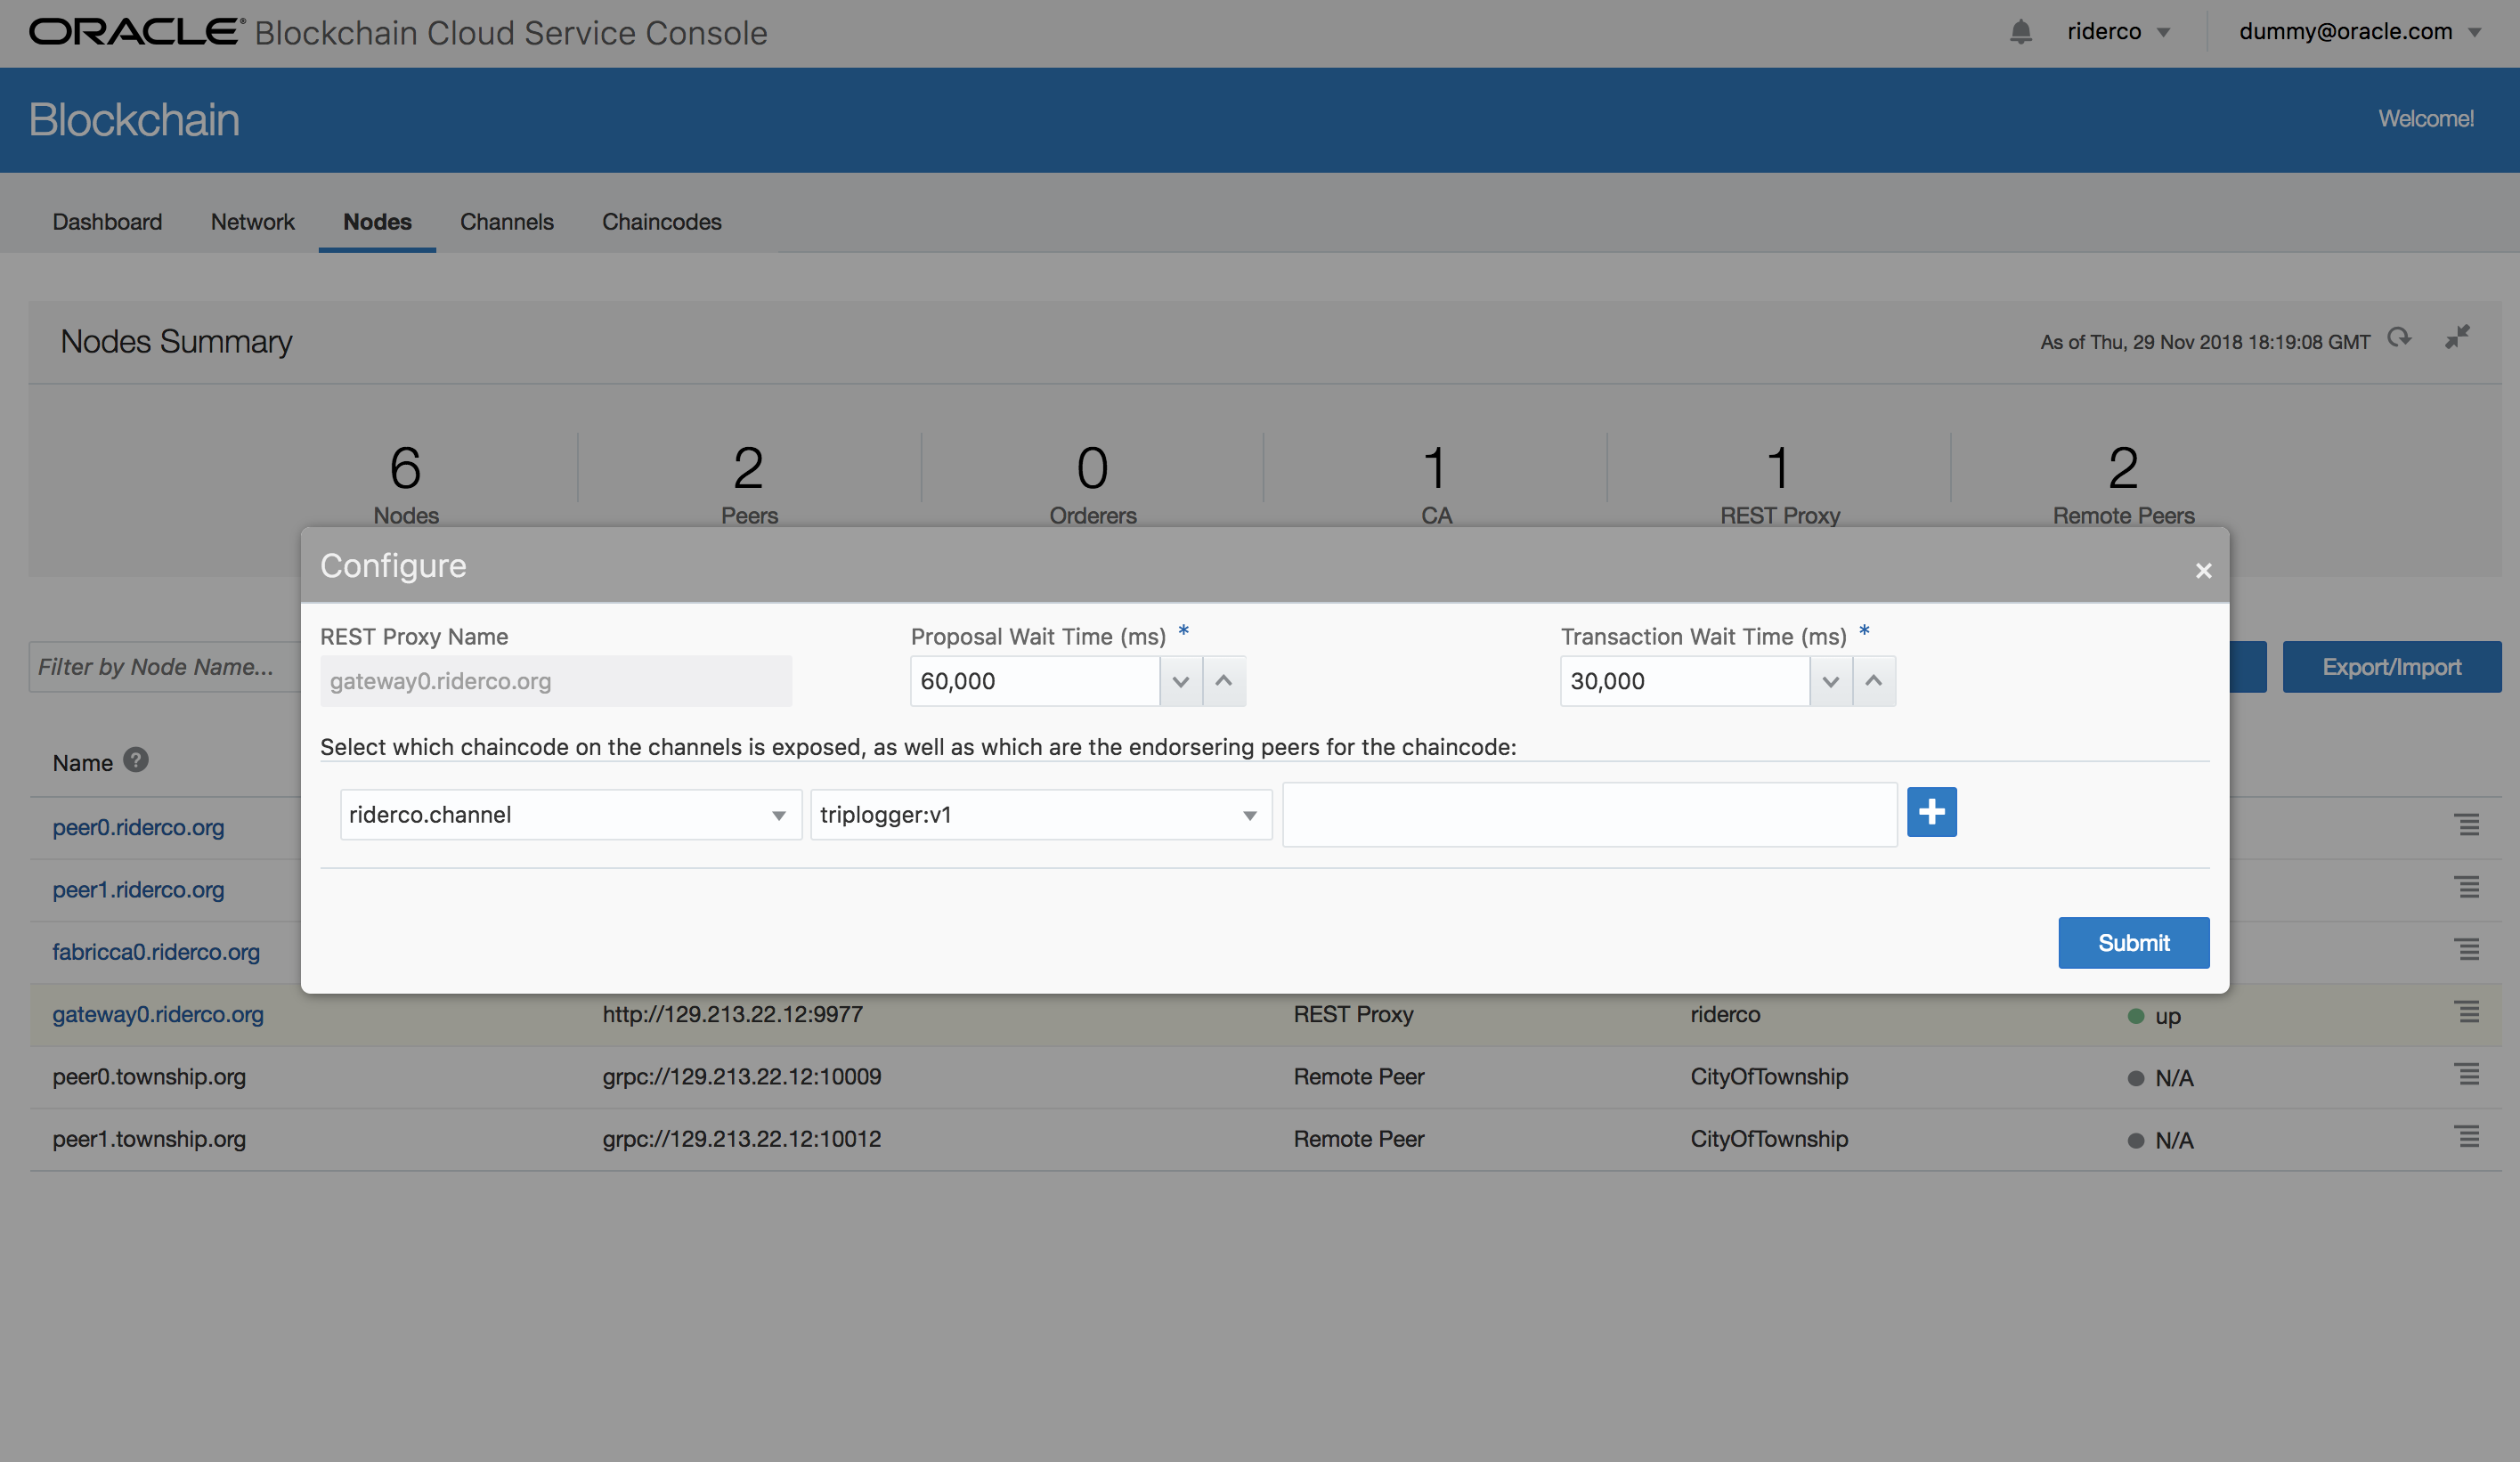 ORACLE® Blockchain Cloud Service Console
riderco
dummy@oracle.com
Blockchain
Welcome!
Dashboard
Network
Nodes
Channels
Chaincodes
Nodes Summary
As of Thu, 29 Nov 2018 18:19:08 GMT
6
2
0
1
1
2
Nodes
Peers
Orderers
CA
REST Proxy
Remote Peers
Configure
×
REST Proxy Name
Proposal Wait Time (ms) *
Transaction Wait Time (ms) *
gateway0.riderco.org
60,000
30,000
Filter by Node Name...
Export/Import
Select which chaincode on the channels is exposed, as well as which are the endorsering peers for the chaincode:
Name ?
riderco.channel
triplogger:v1
peer0.riderco.org
peer1.riderco.org
Submit
fabricca0.riderco.org
gateway0.riderco.org http://129.213.22.12:9977 REST Proxy riderco up
peer0.township.org grpc://129.213.22.12:10009 Remote Peer CityOfTownship N/A
peer1.township.org grpc://129.213.22.12:10012 Remote Peer CityOfTownship N/A